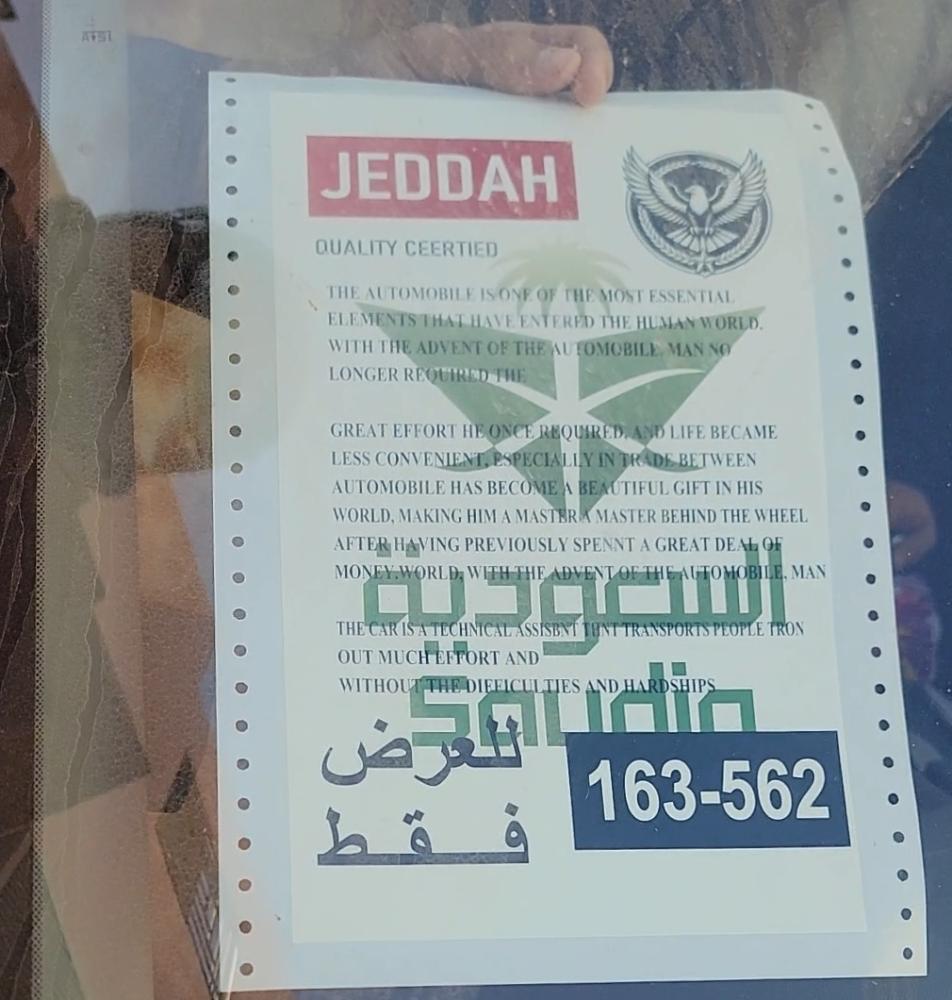 JEDDAH
QUALITY CEERTIED
THE AUTOMOBILE IS ONE OF THE MOST ESSENTIAL
ELEMENTS THAT HAVE ENTERED THE HUMAN WORLD.
WITH THE ADVENT OF THE AUTOMOBILE, MAN NO
LONGER REQUIRED THE
GREAT EFFORT HE ONCE REQUIRED, AND LIFE BECAME
LESS CONVENIENT, ESPECIALLY IN TRADE BETWEEN
AUTOMOBILE HAS BECOME A BEAUTIFUL GIFT IN HIS
WORLD, MAKING HIM A MASTER A MASTER BEHIND THE WHEEL
AFTER HAVING PREVIOUSLY SPENNT A GREAT DEAL OF
MONEY.WORLD, WITH THE ADVENT OF THE AUTOMOBILE, MAN
السعودية
THE CAR IS A TECHNICAL ASSISBNT THNT TRANSPORTS PEOPLE TRON
OUT MUCH EFFORT AND
WITHOUT THE DIEFICULTIES AND HARDSHIPS
saudia
للعرض
فقط
163-562